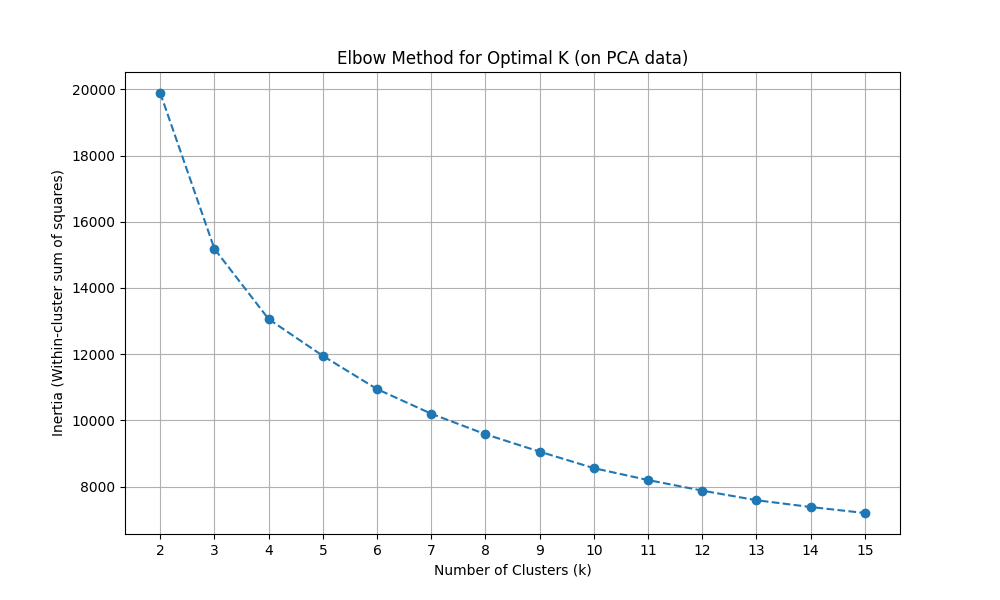 Elbow Method for Optimal K (on PCA data)
Inertia (Within-cluster sum of squares)
20000
18000
16000
14000
12000
10000
8000
2 3 4 5 6 7 8 9 10 11 12 13 14 15
Number of Clusters (k)